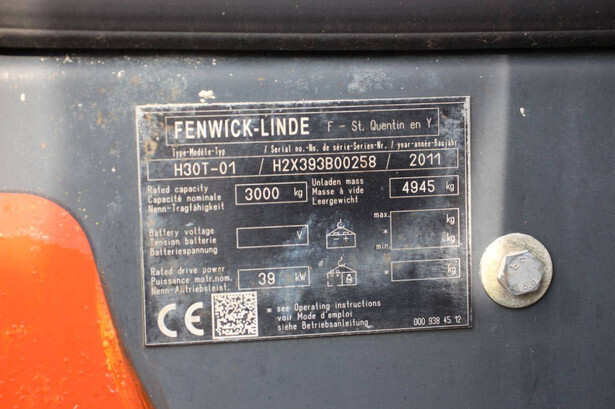 FENWICK-LINDE F - St. Quentin en Y
Type-Modèle-Typ / Serial no.-No. de série-Serien-Nr. / year-année-Baujahr
H30T-01 / H2X393B00258 / 2011
Rated capacity
Capacité nominale
Nenn-Tragfähigkeit
3000 kg
Unladen mass
Masse à vide
Leergewicht
4945 kg
Battery voltage
Tension batterie
Batteriespannung
V
max. kg
*
min. kg
Rated drive power
Puissance motr.nom.
Nenn-Antriebsleist.
39 kW
* kg
CE
* see Operating instructions
voir Mode d'emploi
siehe Betriebsanleitung
000 938 45 12